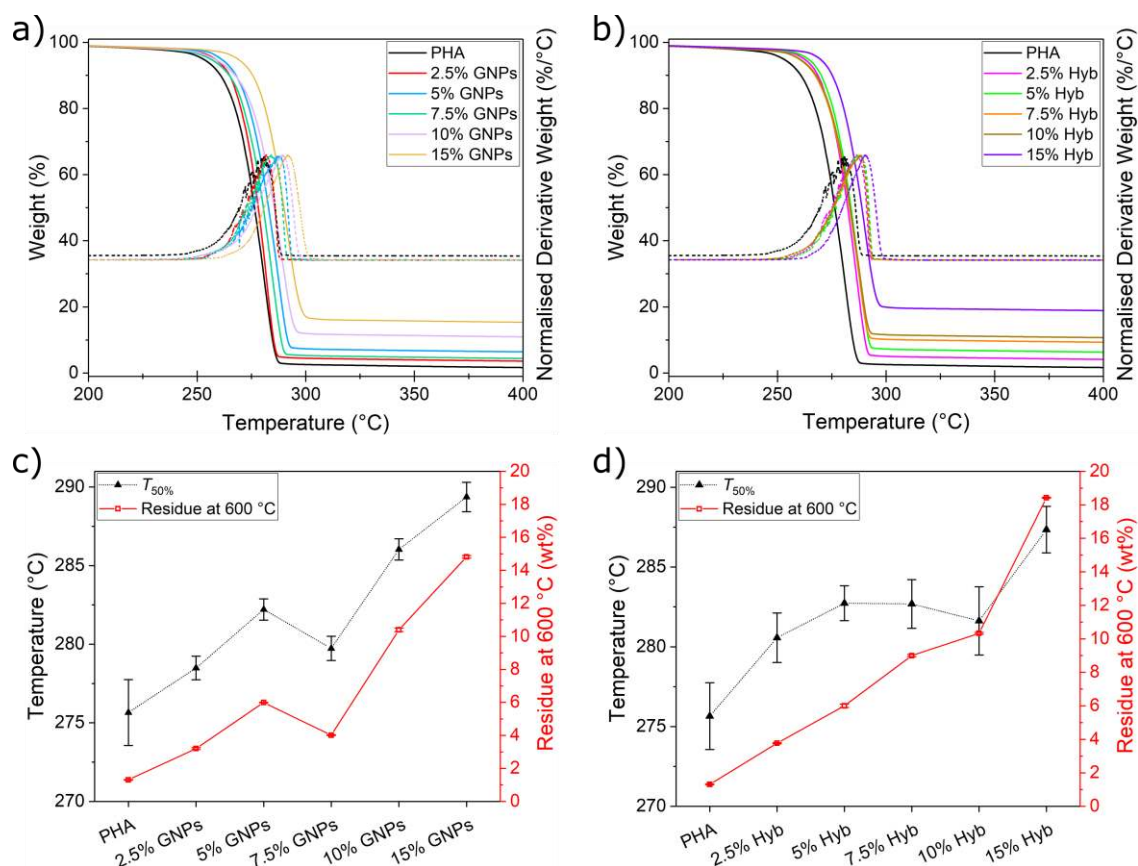 a)
100
80
60
40
20
0
Weight (%)
PHA
2.5% GNPs
5% GNPs
7.5% GNPs
10% GNPs
15% GNPs
Normalised Derivative Weight (%/°C)
200
250
300
350
400
Temperature (°C)
b)
100
80
60
40
20
0
Weight (%)
PHA
2.5% Hyb
5% Hyb
7.5% Hyb
10% Hyb
15% Hyb
Normalised Derivative Weight (%/°C)
200
250
300
350
400
Temperature (°C)
c)
290
285
280
275
270
Temperature (°C)
T50%
Residue at 600 °C
20
18
16
14
12
10
8
6
4
2
0
Residue at 600 °C (wt%)
PHA
2.5% GNPs
5% GNPs
7.5% GNPs
10% GNPs
15% GNPs
d)
290
285
280
275
270
Temperature (°C)
T50%
Residue at 600 °C
20
18
16
14
12
10
8
6
4
2
0
Residue at 600 °C (wt%)
PHA
2.5% Hyb
5% Hyb
7.5% Hyb
10% Hyb
15% Hyb